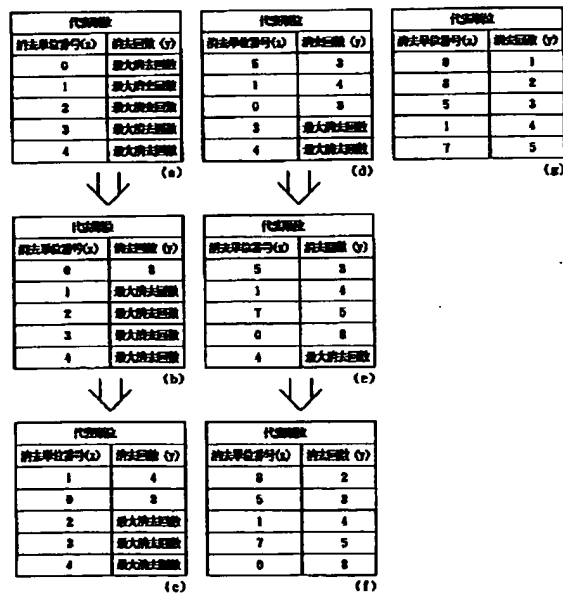 消去単位番号(x) 消去回数 (y)
0 最大消去回数
1 最大消去回数
2 最大消去回数
3 最大消去回数
4 最大消去回数
(a)
消去単位番号(x) 消去回数 (y)
0 8
1 最大消去回数
2 最大消去回数
3 最大消去回数
4 最大消去回数
(b)
消去単位番号(x) 消去回数 (y)
1 4
0 8
2 最大消去回数
3 最大消去回数
4 最大消去回数
(c)
消去単位番号(x) 消去回数 (y)
5 3
1 4
0 8
3 最大消去回数
4 最大消去回数
(d)
消去単位番号(x) 消去回数 (y)
5 3
1 4
7 5
0 8
4 最大消去回数
(e)
消去単位番号(x) 消去回数 (y)
8 2
5 3
1 4
7 5
0 8
(f)
消去単位番号(x) 消去回数 (y)
1
8 2
5 3
1 4
7 5
(g)